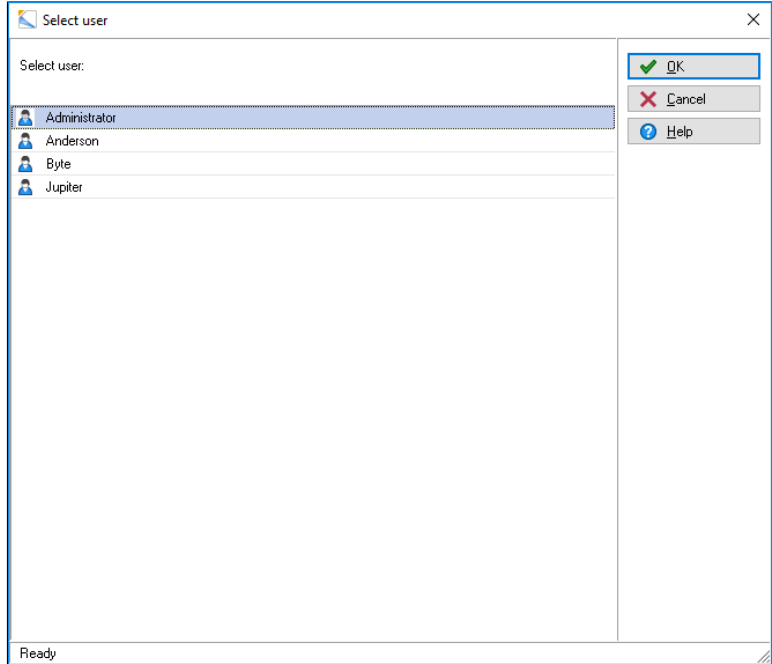 Select user
Select user:
OK
Cancel
Help
Administrator
Anderson
Byte
Jupiter
Ready